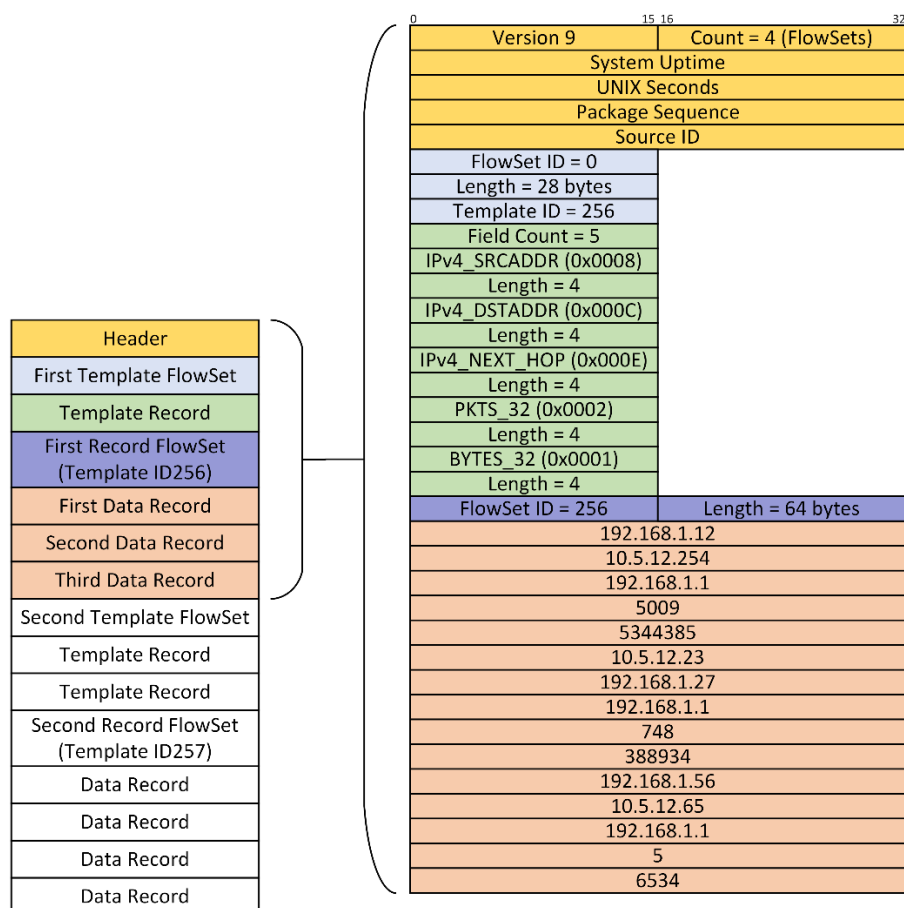 Header
First Template FlowSet
Template Record
First Record FlowSet
(Template ID256)
First Data Record
Second Data Record
Third Data Record
Second Template FlowSet
Template Record
Template Record
Second Record FlowSet
(Template ID257)
Data Record
Data Record
Data Record
Data Record
0 15 16 32
Version 9 Count = 4 (FlowSets)
System Uptime
UNIX Seconds
Package Sequence
Source ID
FlowSet ID = 0
Length = 28 bytes
Template ID = 256
Field Count = 5
IPv4_SRCADDR (0x0008)
Length = 4
IPv4_DSTADDR (0x000C)
Length = 4
IPv4_NEXT_HOP (0x000E)
Length = 4
PKTS_32 (0x0002)
Length = 4
BYTES_32 (0x0001)
Length = 4
FlowSet ID = 256 Length = 64 bytes
192.168.1.12
10.5.12.254
192.168.1.1
5009
5344385
10.5.12.23
192.168.1.27
192.168.1.1
748
388934
192.168.1.56
10.5.12.65
192.168.1.1
5
6534